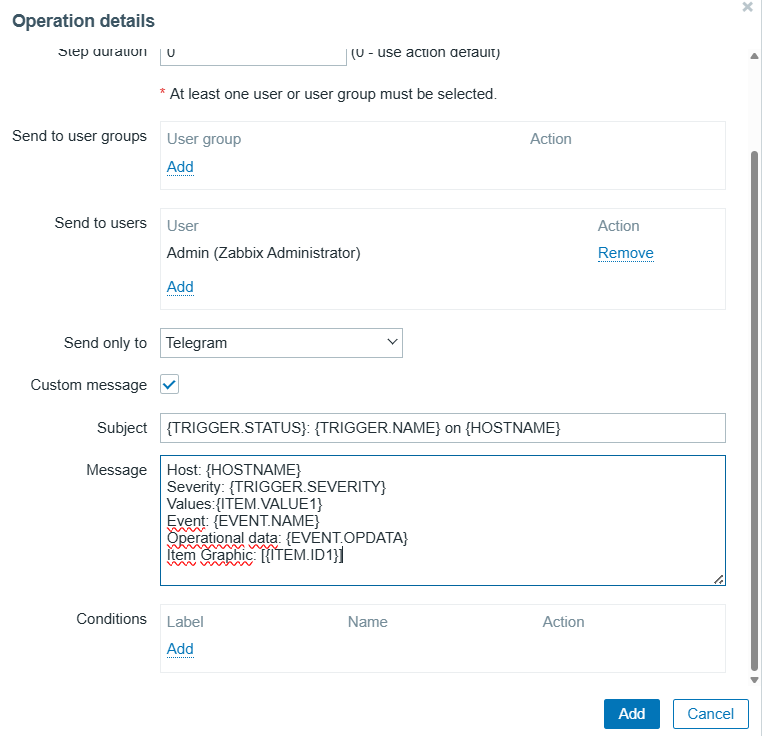 Operation details
Step duration 0 (0 - use action default)
* At least one user or user group must be selected.
Send to user groups User group Action
Add
Send to users User Action
Admin (Zabbix Administrator) Remove
Add
Send only to Telegram
Custom message
Subject {TRIGGER.STATUS}: {TRIGGER.NAME} on {HOSTNAME}
Message Host: {HOSTNAME}
Severity: {TRIGGER.SEVERITY}
Values:{ITEM.VALUE1}
Event: {EVENT.NAME}
Operational data: {EVENT.OPDATA}
Item Graphic: [{ITEM.ID1}]
Conditions Label Name Action
Add
Add Cancel